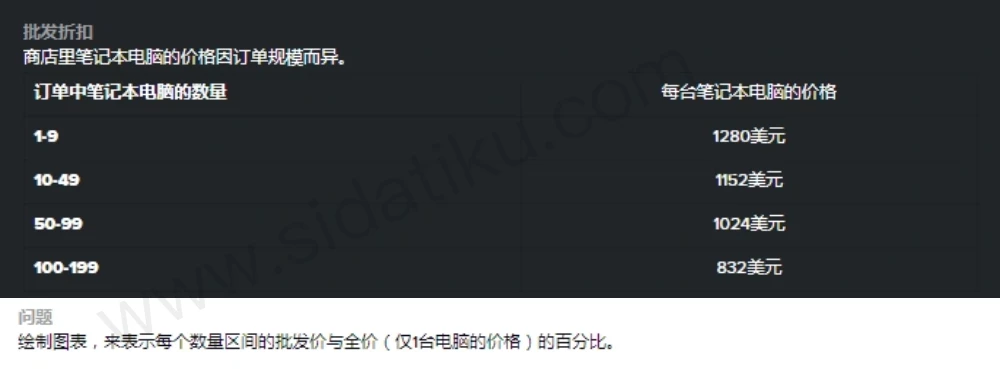 批发折扣
商店里笔记本电脑的价格因订单规模而异。
订单中笔记本电脑的数量 每台笔记本电脑的价格
1-9 1280美元
10-49 1152美元
50-99 1024美元
100-199 832美元
问题
绘制图表，来表示每个数量区间的批发价与全价（仅1台电脑的价格）的百分比。
www.sidatiku.com